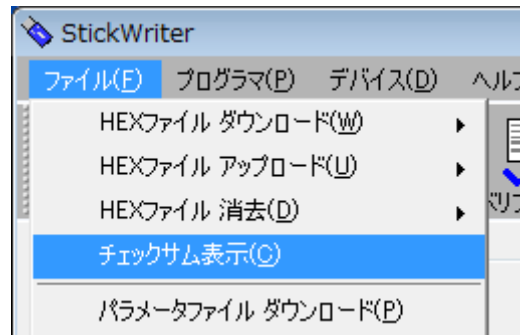 StickWriter
ファイル(F) プログラマ(P) デバイス(D)
HEXファイル ダウンロード(W)
HEXファイル アップロード(U)
HEXファイル 消去(D)
チェックサム表示(C)
パラメータファイル ダウンロード(P)